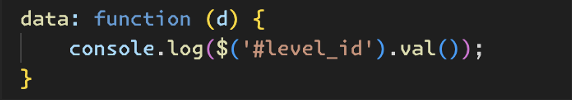 data: function (d) {
    console.log($('#level_id').val());
}